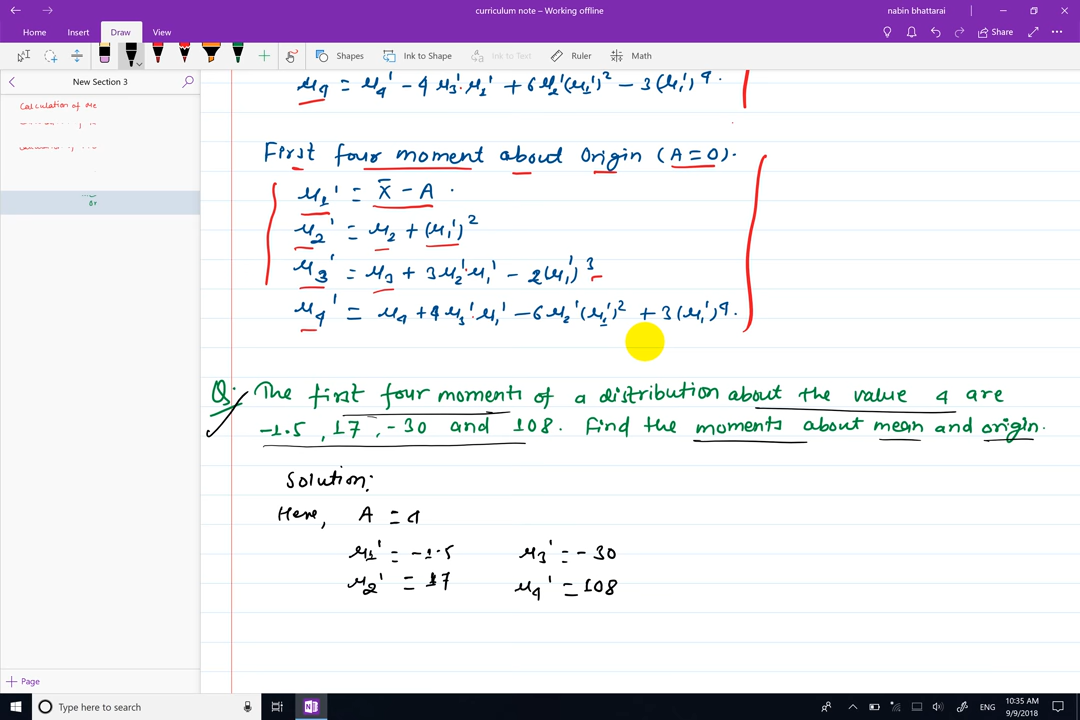 curriculum note – Working offline
nabin bhattarai
Home Insert Draw View
Share
Shapes Ink to Shape Ink to Text Ruler Math
New Section 3
Calculation of Me
μ4 = μ4' - 4 μ3'.μ1' + 6μ2'(μ1')² - 3(μ1')⁴.
First four moment about Origin (A=0).
μ1' = x̄ - A .
μ2' = μ2 + (μ1')²
μ3' = μ3 + 3μ2'.μ1' - 2(μ1')³
μ4' = μ4 + 4μ3'.μ1' - 6μ2'(μ1')² + 3(μ1')⁴.
Q: The first four moments of a distribution about the value 4 are
-1.5 , 17 , -30 and 108. Find the moments about mean and origin.
Solution:
Here, A = 4
μ1' = -1.5 μ3' = -30
μ2' = 17 μ4' = 108
Page
Type here to search
ENG
10:35 AM
9/9/2018